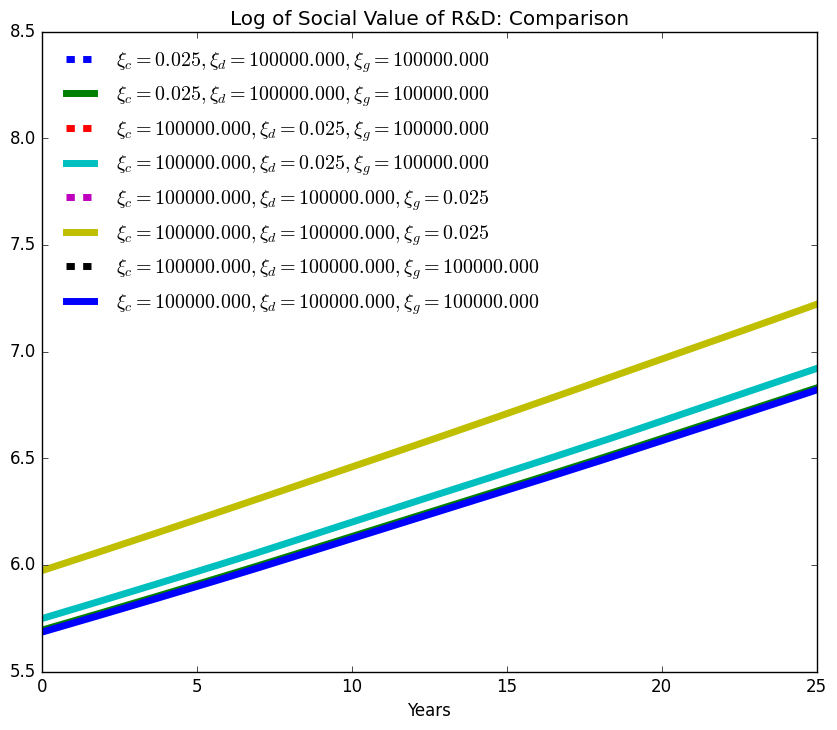 Log of Social Value of R&D: Comparison
8.5
8.0
7.5
7.0
6.5
6.0
5.5
ξc = 0.025, ξd = 100000.000, ξg = 100000.000
ξc = 0.025, ξd = 100000.000, ξg = 100000.000
ξc = 100000.000, ξd = 0.025, ξg = 100000.000
ξc = 100000.000, ξd = 0.025, ξg = 100000.000
ξc = 100000.000, ξd = 100000.000, ξg = 0.025
ξc = 100000.000, ξd = 100000.000, ξg = 0.025
ξc = 100000.000, ξd = 100000.000, ξg = 100000.000
ξc = 100000.000, ξd = 100000.000, ξg = 100000.000
0 5 10 15 20 25
Years